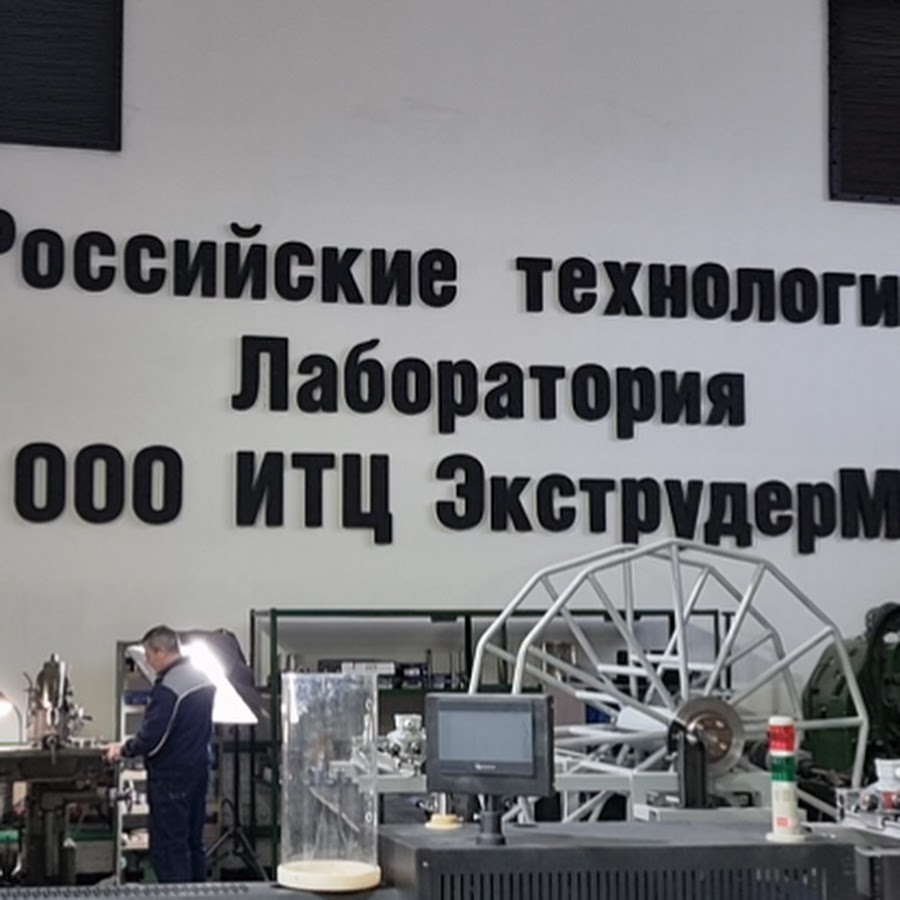 Российские технологи
Лаборатория
ООО ИТЦ ЭкструдерМ